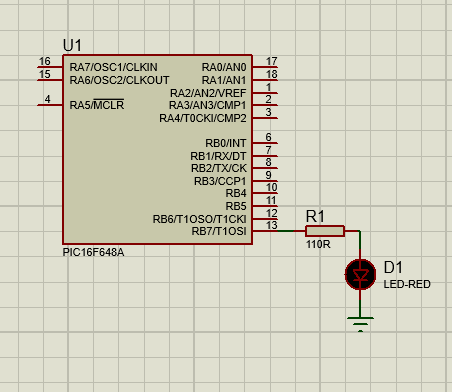 U1
16 RA7/OSC1/CLKIN RA0/AN0 17
15 RA6/OSC2/CLKOUT RA1/AN1 18
RA2/AN2/VREF 1
4 RA5/MCLR RA3/AN3/CMP1 2
RA4/T0CKI/CMP2 3
RB0/INT 6
RB1/RX/DT 7
RB2/TX/CK 8
RB3/CCP1 9
RB4 10
RB5 11
RB6/T1OSO/T1CKI 12
RB7/T1OSI 13
PIC16F648A
R1
110R
D1
LED-RED